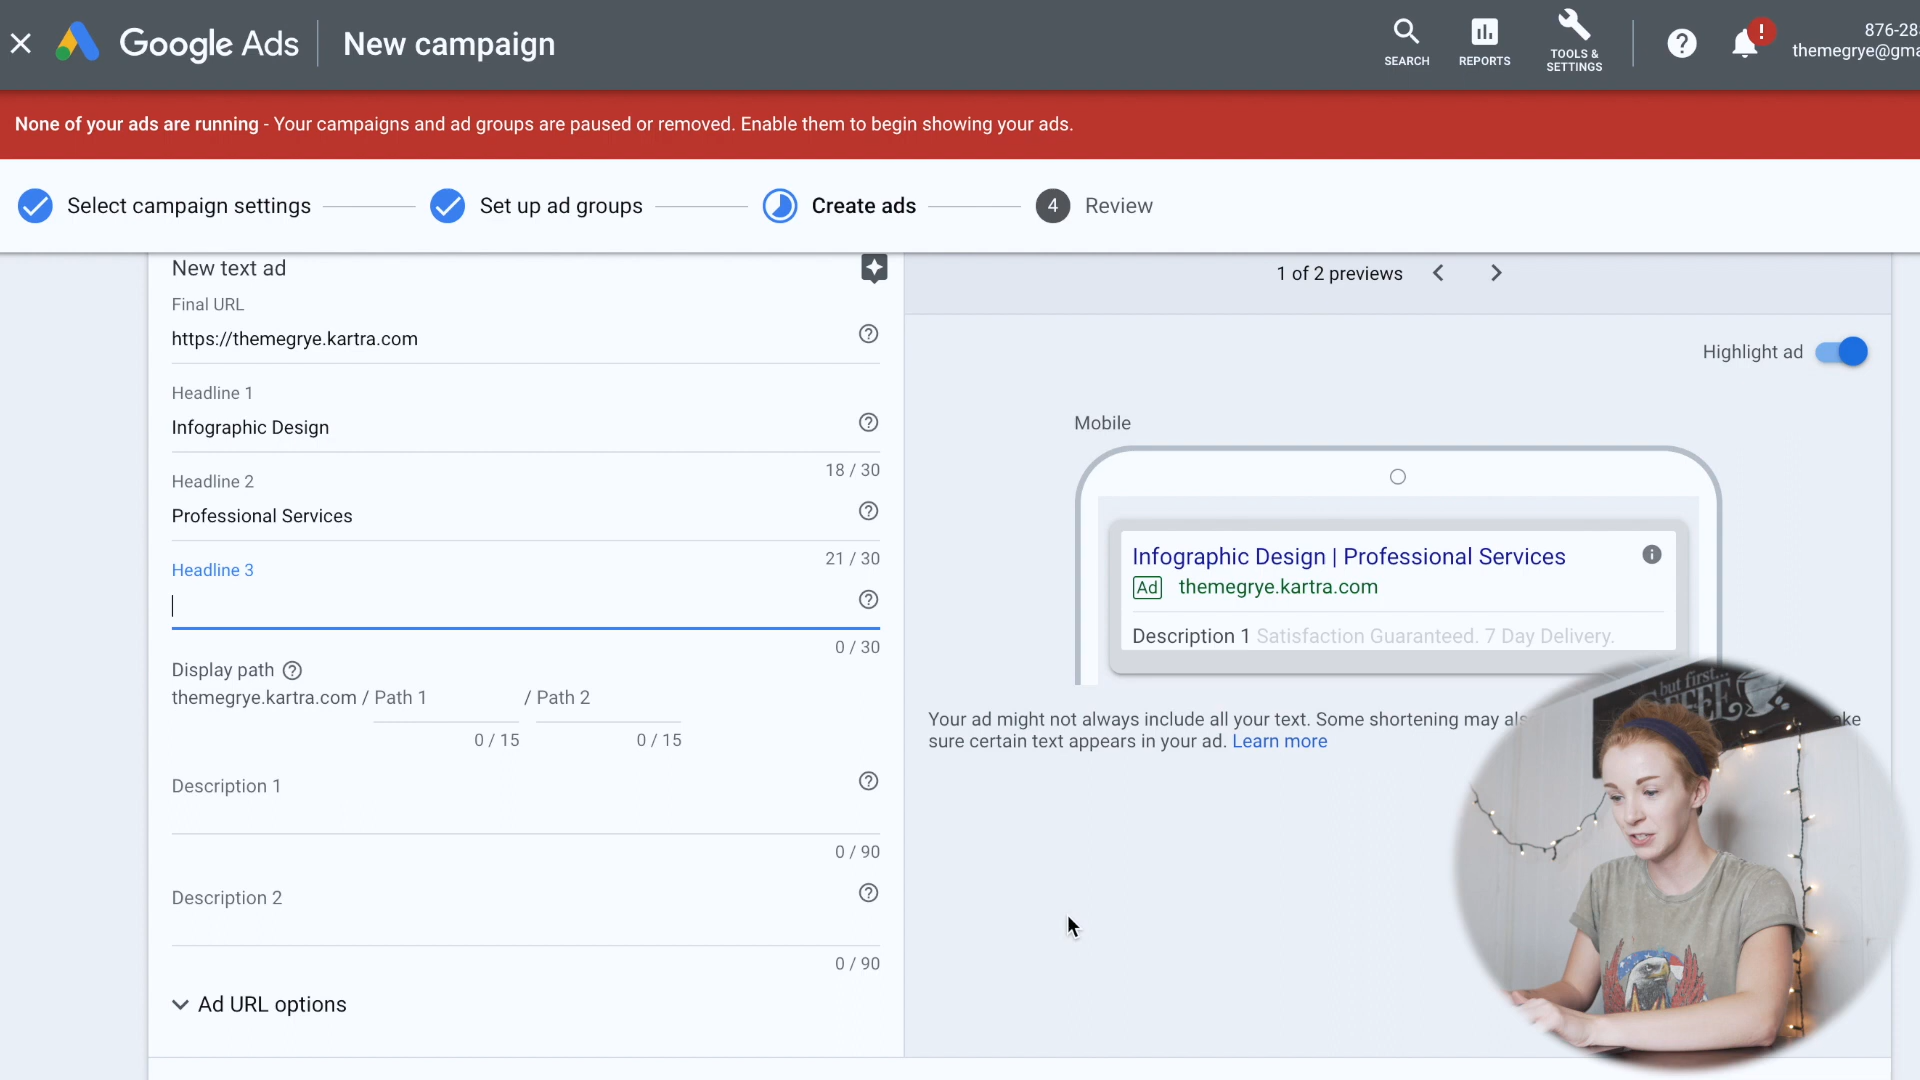 Google Ads
New campaign
SEARCH
REPORTS
TOOLS &
SETTINGS
876-28
themegrye@gma
None of your ads are running - Your campaigns and ad groups are paused or removed. Enable them to begin showing your ads.
Select campaign settings
Set up ad groups
Create ads
4
Review
New text ad
Final URL
https://themegrye.kartra.com
Headline 1
Infographic Design
18 / 30
Headline 2
Professional Services
21 / 30
Headline 3
0 / 30
Display path
themegrye.kartra.com / Path 1 / Path 2
0 / 15
0 / 15
Description 1
0 / 90
Description 2
0 / 90
Ad URL options
1 of 2 previews
Highlight ad
Mobile
Infographic Design | Professional Services
Ad themegrye.kartra.com
Description 1 Satisfaction Guaranteed. 7 Day Delivery.
Your ad might not always include all your text. Some shortening may als
ke
sure certain text appears in your ad. Learn more
but first...
COFFEE